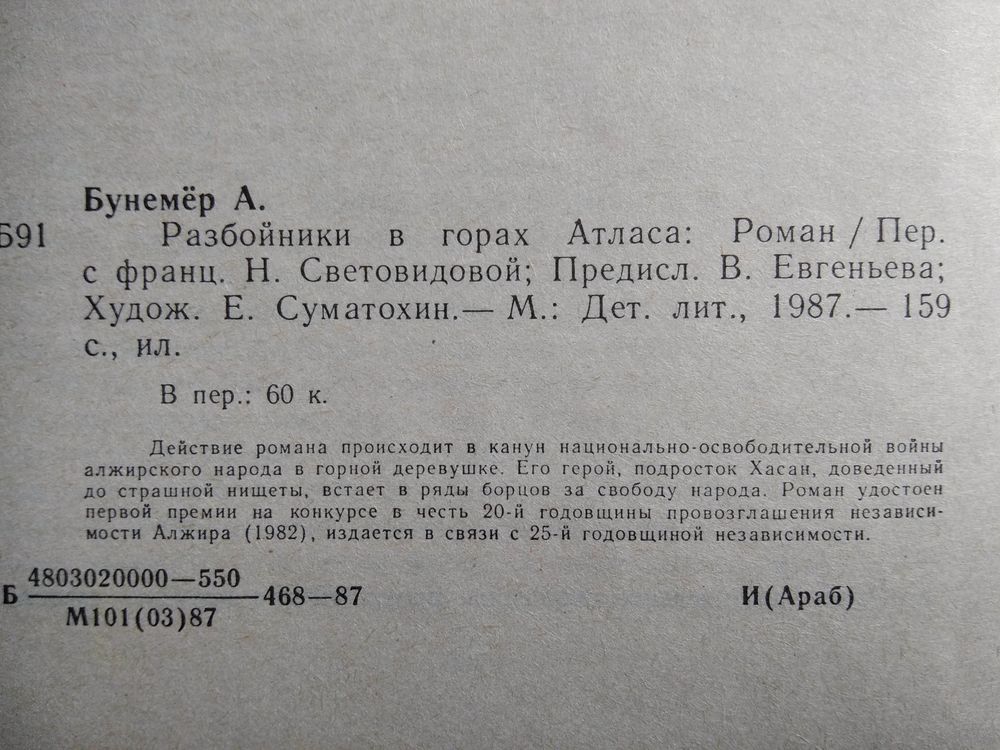 Бунемёр А.
Б91 Разбойники в горах Атласа: Роман / Пер.
с франц. Н. Световидовой; Предисл. В. Евгеньева;
Худож. Е. Суматохин.— М.: Дет. лит., 1987.— 159
с., ил.
В пер.: 60 к.
Действие романа происходит в канун национально-освободительной войны
алжирского народа в горной деревушке. Его герой, подросток Хасан, доведенный
до страшной нищеты, встает в ряды борцов за свободу народа. Роман удостоен
первой премии на конкурсе в честь 20-й годовщины провозглашения независи-
мости Алжира (1982), издается в связи с 25-й годовщиной независимости.
4803020000—550
Б 468—87 И(Араб)
М101(03)87